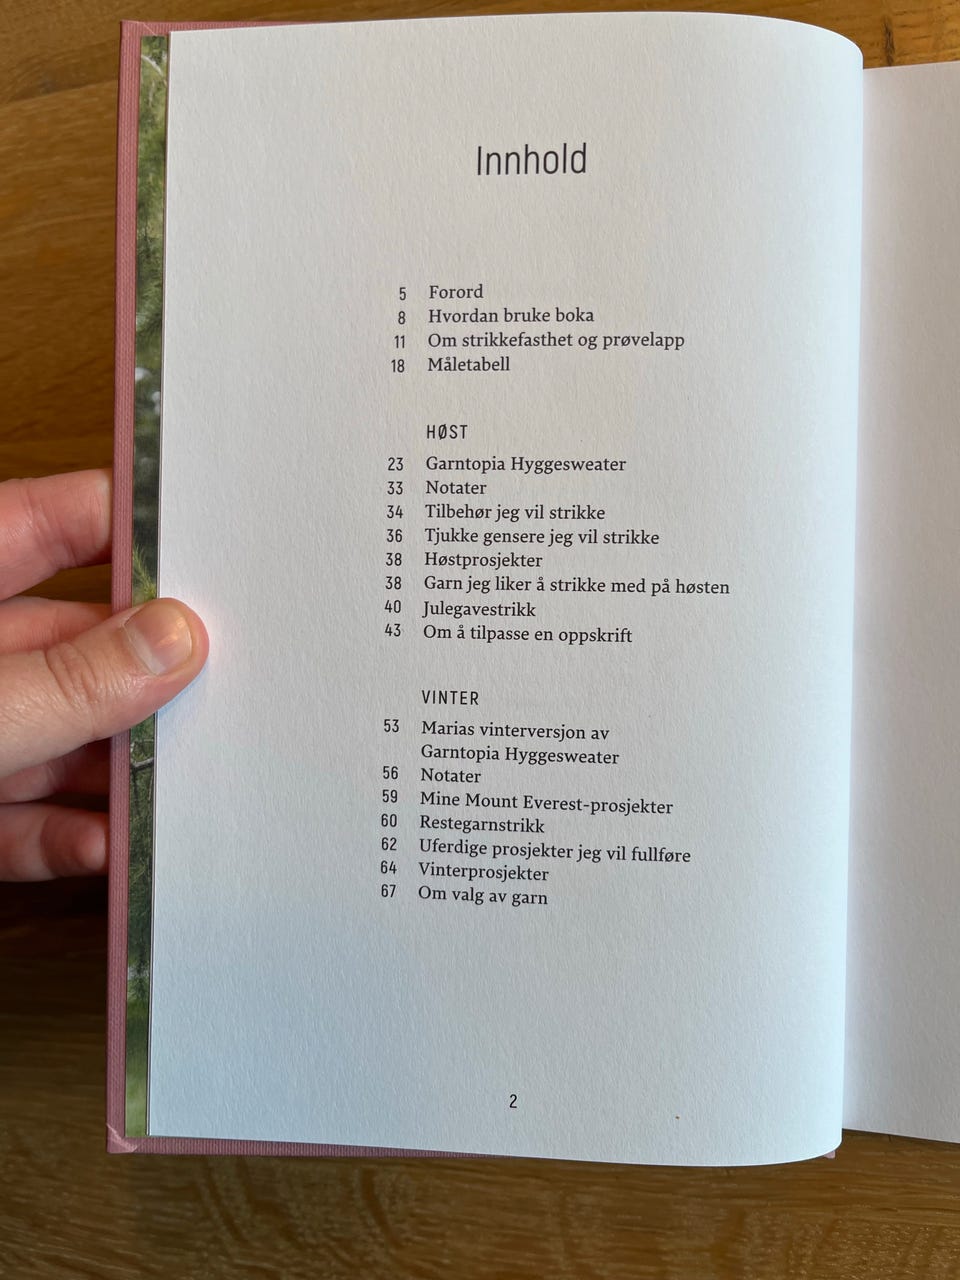 Innhold
5 Forord
8 Hvordan bruke boka
11 Om strikkefasthet og prøvelapp
18 Måletabell
HØST
23 Garntopia Hyggesweater
33 Notater
34 Tilbehør jeg vil strikke
36 Tjukke gensere jeg vil strikke
38 Høstprosjekter
38 Garn jeg liker å strikke med på høsten
40 Julegavestrikk
43 Om å tilpasse en oppskrift
VINTER
53 Marias vinterversjon av
Garntopia Hyggesweater
56 Notater
59 Mine Mount Everest-prosjekter
60 Restegarnstrikk
62 Uferdige prosjekter jeg vil fullføre
64 Vinterprosjekter
67 Om valg av garn
2